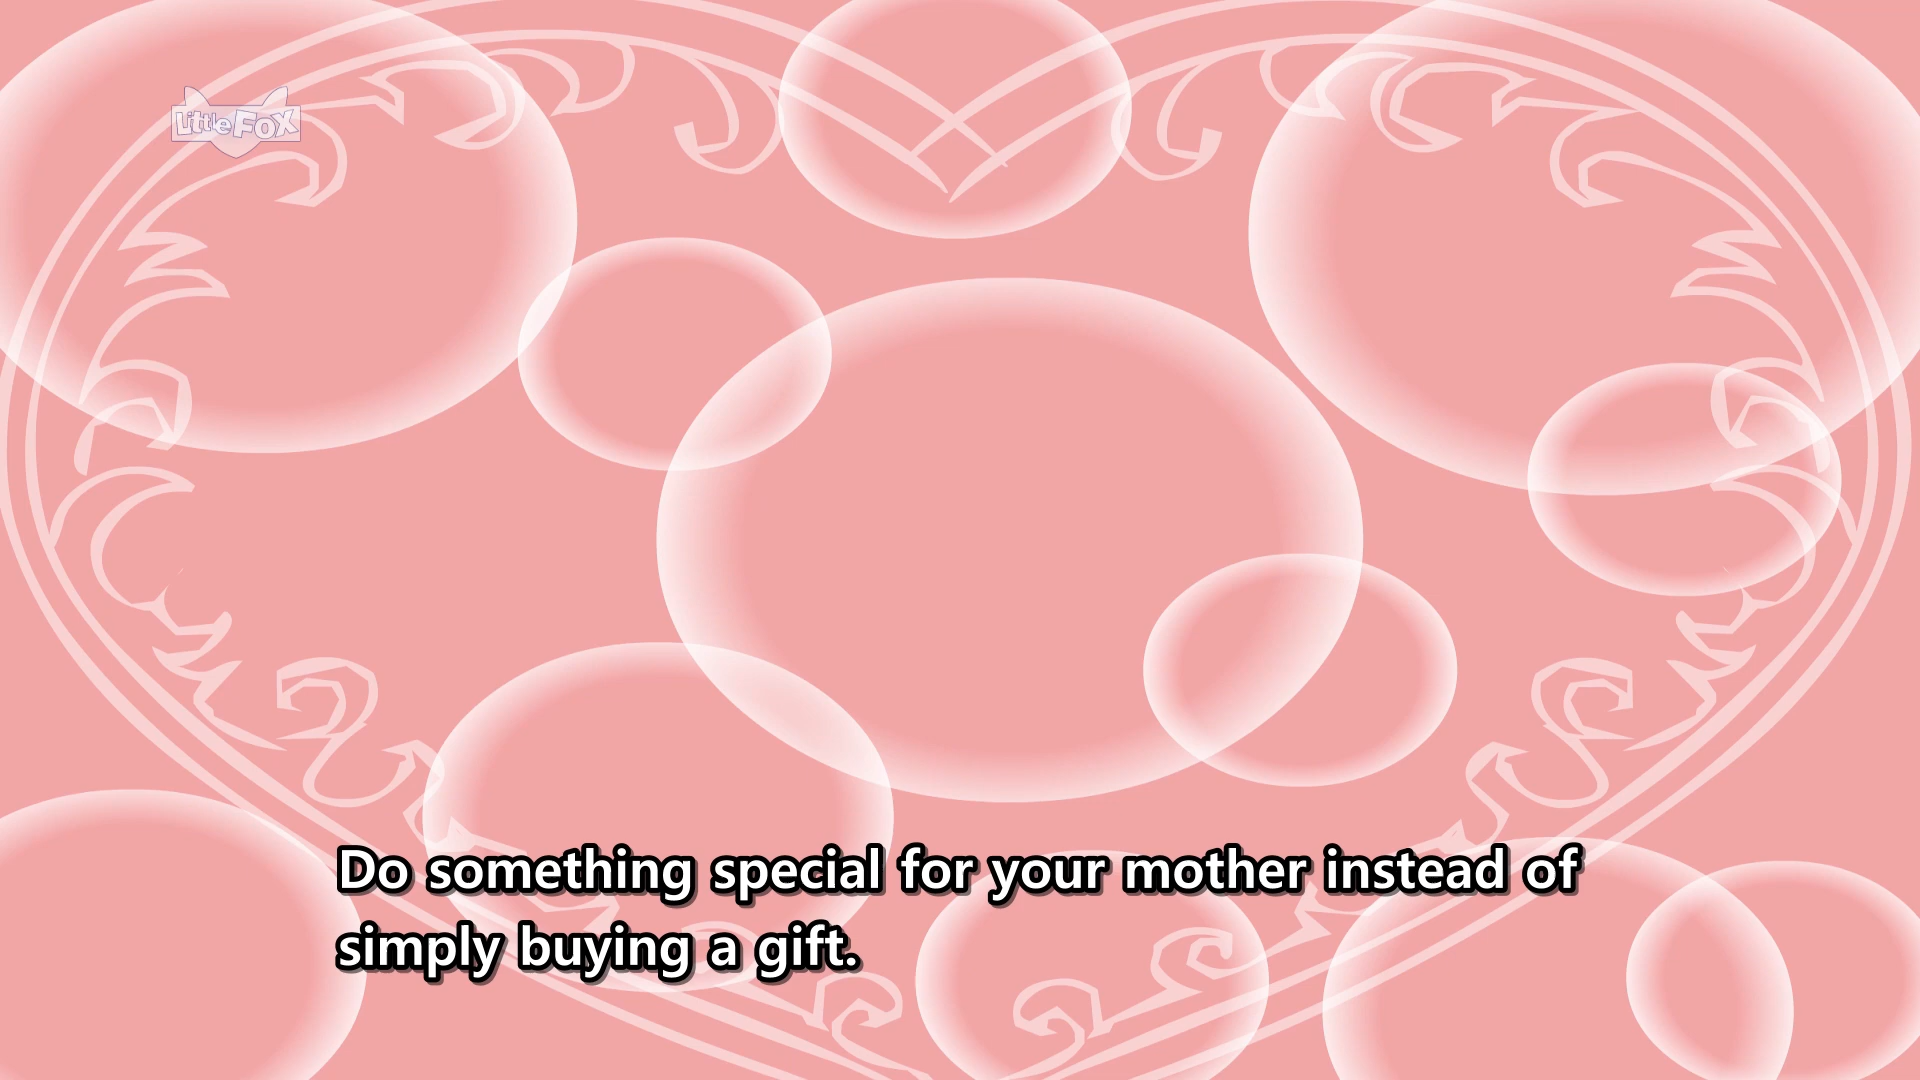 Little Fox
Do something special for your mother instead of
simply buying a gift.